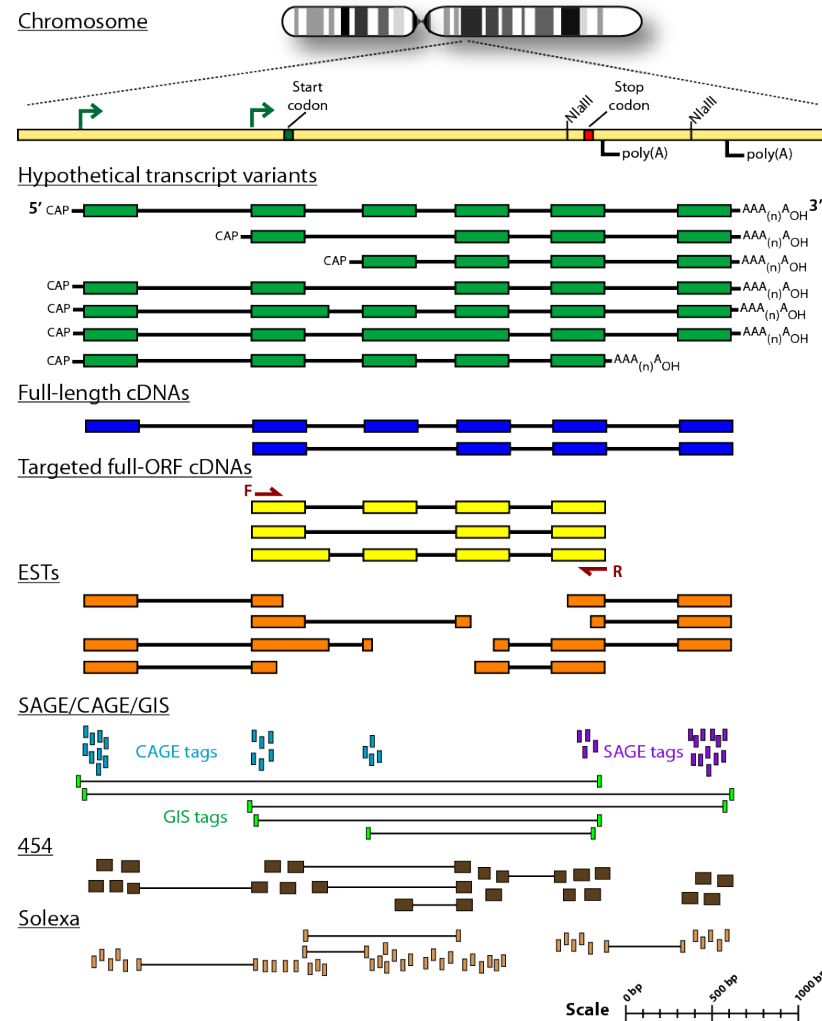 Chromosome
Start
codon
NlaIII
Stop
codon
NlaIII
poly(A)
poly(A)
Hypothetical transcript variants
5' CAP AAA(n)AOH 3'
CAP AAA(n)AOH
CAP AAA(n)AOH
CAP AAA(n)AOH
CAP AAA(n)AOH
CAP AAA(n)AOH
CAP AAA(n)AOH
Full-length cDNAs
Targeted full-ORF cDNAs
F
R
ESTs
SAGE/CAGE/GIS
CAGE tags
SAGE tags
GIS tags
454
Solexa
Scale
0 bp
500 bp
1000 bp